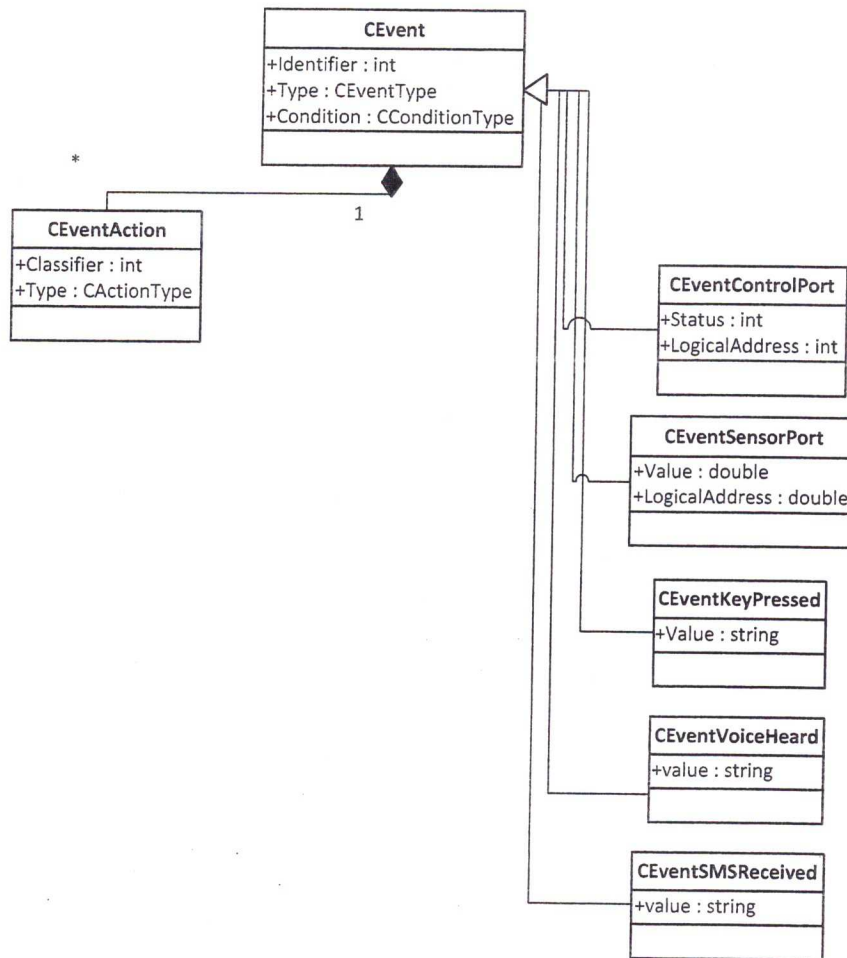 CEvent
+Identifier : int
+Type : CEventType
+Condition : CConditionType
*
1
CEventAction
+Classifier : int
+Type : CActionType
CEventControlPort
+Status : int
+LogicalAddress : int
CEventSensorPort
+Value : double
+LogicalAddress : double
CEventKeyPressed
+Value : string
CEventVoiceHeard
+value : string
CEventSMSReceived
+value : string